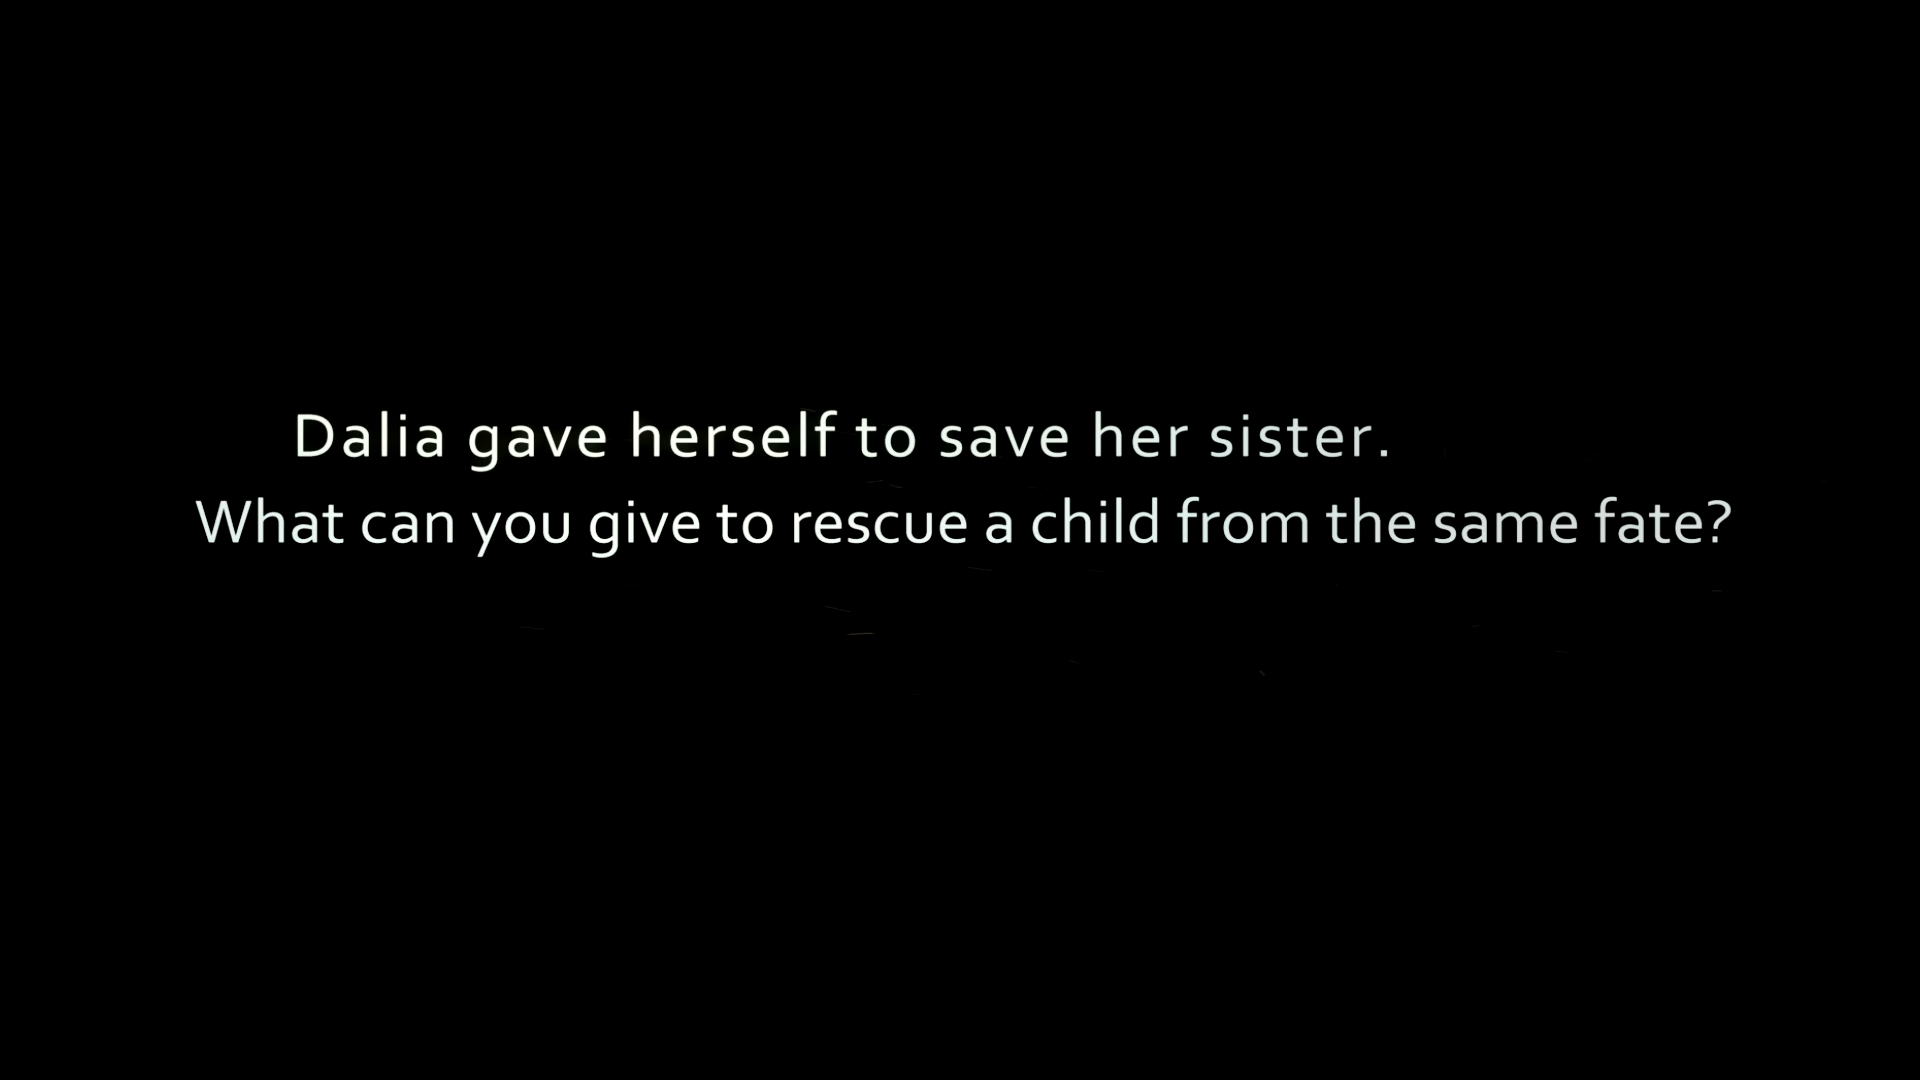 Dalia gave herself to save her sister.
What can you give to rescue a child from the same fate?